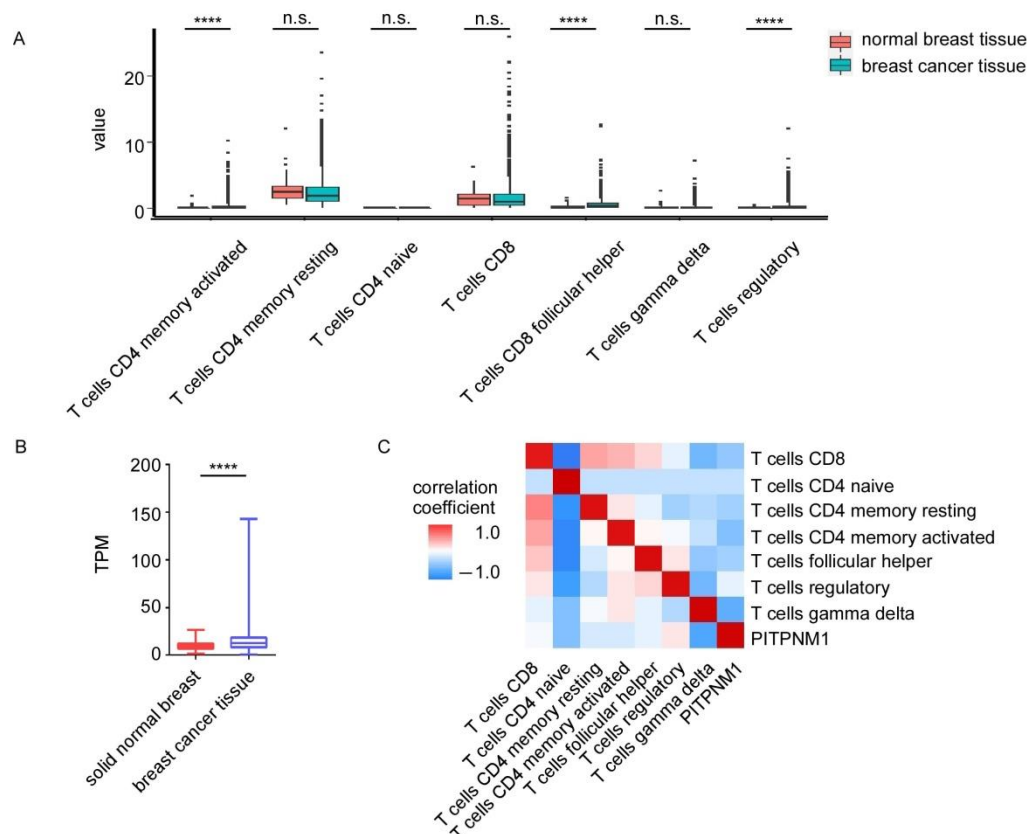 A
****
n.s.
n.s.
n.s.
****
n.s.
****
normal breast tissue
breast cancer tissue
value
20
10
0
T cells CD4 memory activated
T cells CD4 memory resting
T cells CD4 naive
T cells CD8
T cells CD8 follicular helper
T cells gamma delta
T cells regulatory
B
****
TPM
200
150
100
50
0
solid normal breast
breast cancer tissue
C
correlation
coefficient
1.0
−1.0
T cells CD8
T cells CD4 naive
T cells CD4 memory resting
T cells CD4 memory activated
T cells follicular helper
T cells regulatory
T cells gamma delta
PITPNM1
T cells CD8
T cells CD4 naive
T cells CD4 memory resting
T cells CD4 memory activated
T cells follicular helper
T cells regulatory
T cells gamma delta
PITPNM1